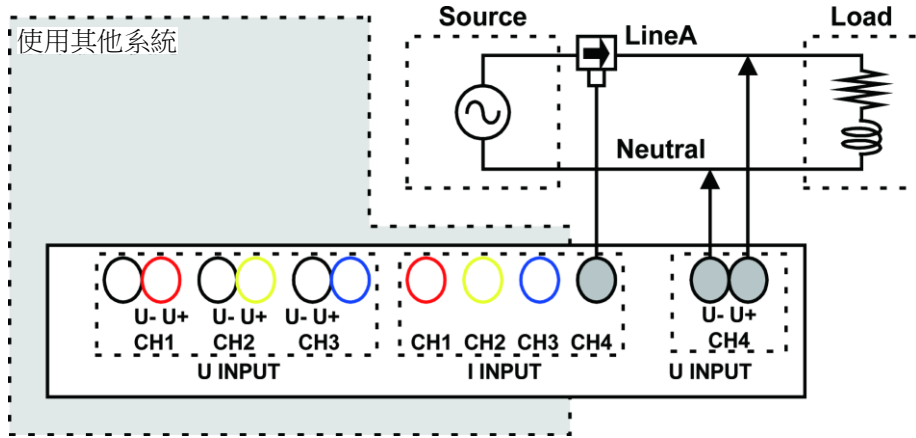 Source
Load
使用其他系統
LineA
Neutral
U- U+
U- U+
U- U+
U- U+
CH1
CH2
CH3
CH1
CH2
CH3
CH4
CH4
U INPUT
I INPUT
U INPUT